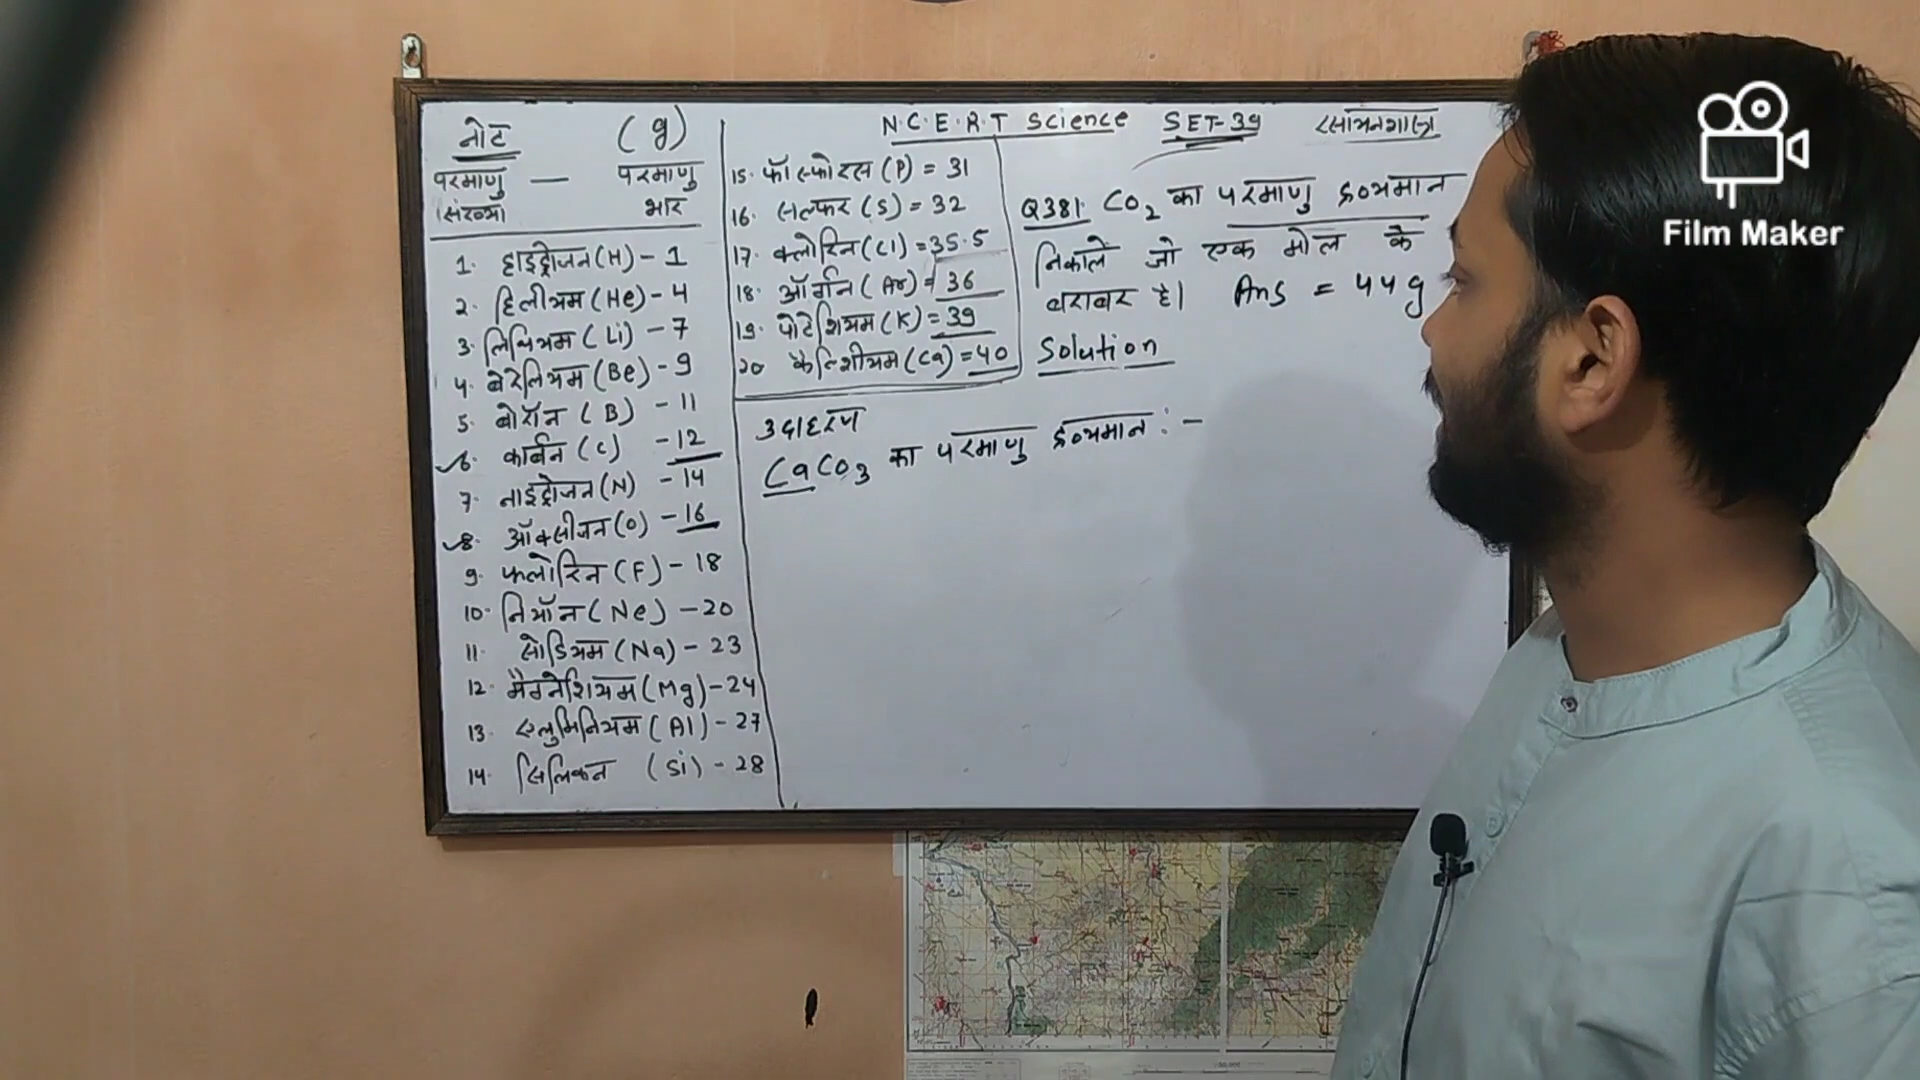 N.C.E.R.T Science SET-39 रसायनशास्त्र
नोट (g)
परमाणु — परमाणु
संख्या भार
1. हाइड्रोजन (H) - 1
2. हिलीयम (He) - 4
3. लिथियम (Li) - 7
4. बेरेलियम (Be) - 9
5. बोरॉन (B) - 11
6. कार्बन (C) - 12
7. नाइट्रोजन (N) - 14
8. ऑक्सीजन (O) - 16
9. फ्लोरिन (F) - 18
10. नियॉन (Ne) - 20
11. सोडियम (Na) - 23
12. मैग्नेशियम (Mg) - 24
13. एलुमिनियम (Al) - 27
14. सिलिकन (Si) - 28
15. फॉस्फोरस (P) = 31
16. सल्फर (S) = 32
17. क्लोरिन (Cl) = 35.5
18. ऑर्गन (Ar) = 36
19. पोटेशियम (K) = 39
20 कैल्शीयम (Ca) = 40
Q381. CO₂ का परमाणु द्रव्यमान
निकालें जो एक मोल के
बराबर है। Ans = 44g
Solution
उदाहरण
CaCO₃ का परमाणु द्रव्यमान :-
Film Maker